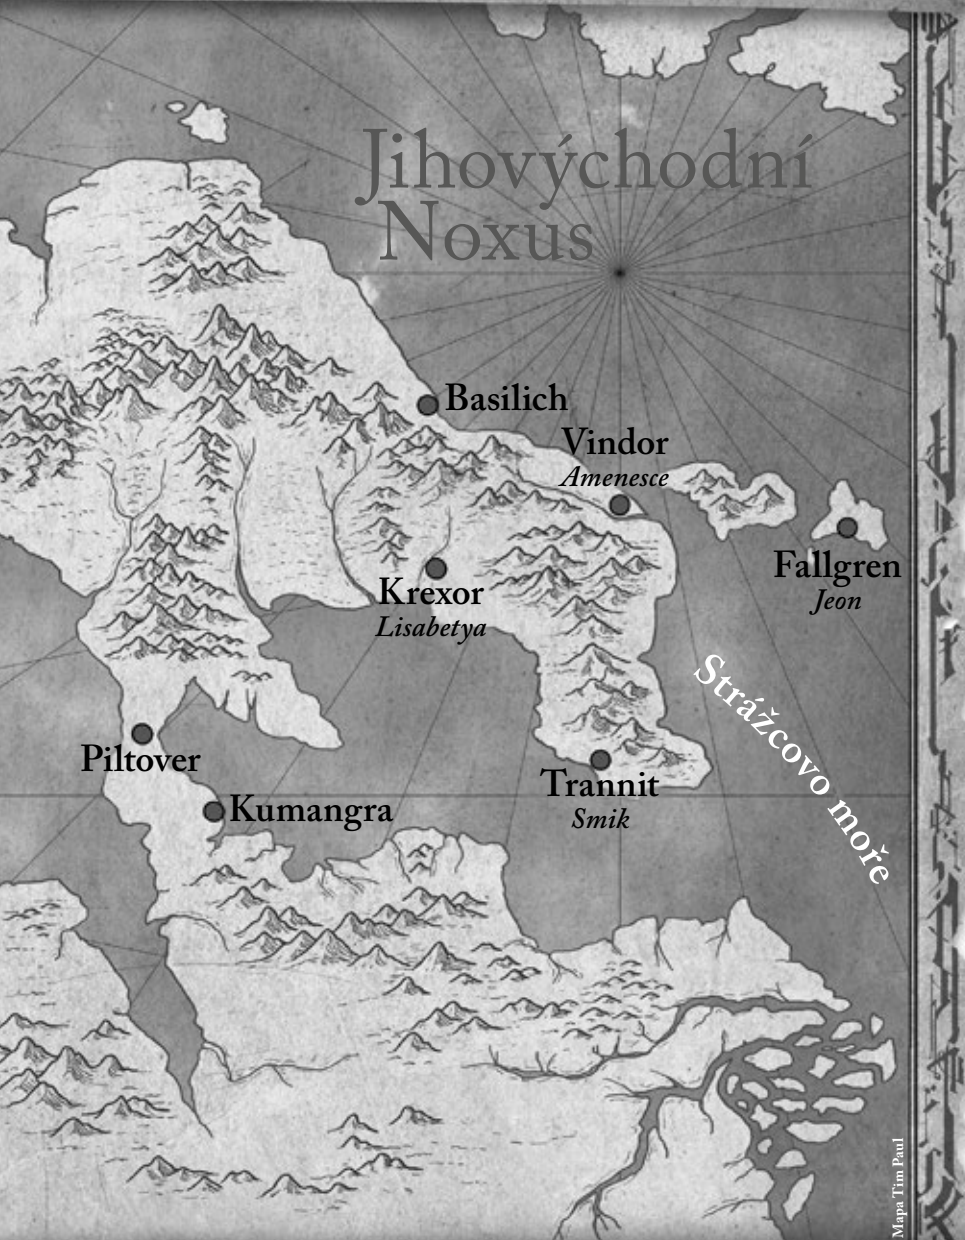 Jihovýchodní
Noxus
Basilich
Vindor
Amenesce
Fallgren
Jeon
Krexor
Lisabetya
Strážcovo moře
Piltover
Trannit
Smik
Kumangra
Mapa Tim Paul